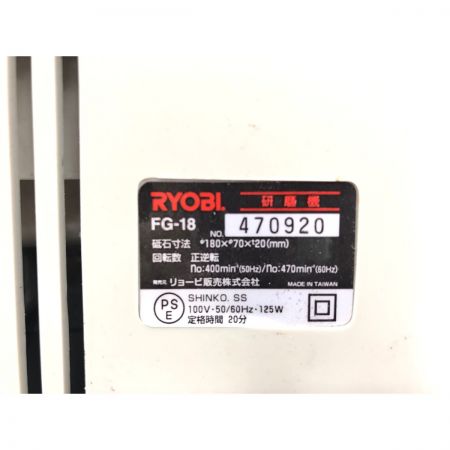 RYOBI. 研磨機
FG-18 NO. 470920
砥石寸法 φ180×φ70×t20(mm)
回転数 正逆転
no:400min⁻¹(50Hz)/no:470min⁻¹(60Hz)
発売元 リョービ販売株式会社 MADE IN TAIWAN
PS E SHINKO. SS
100V-50/60Hz-125W
定格時間 20分